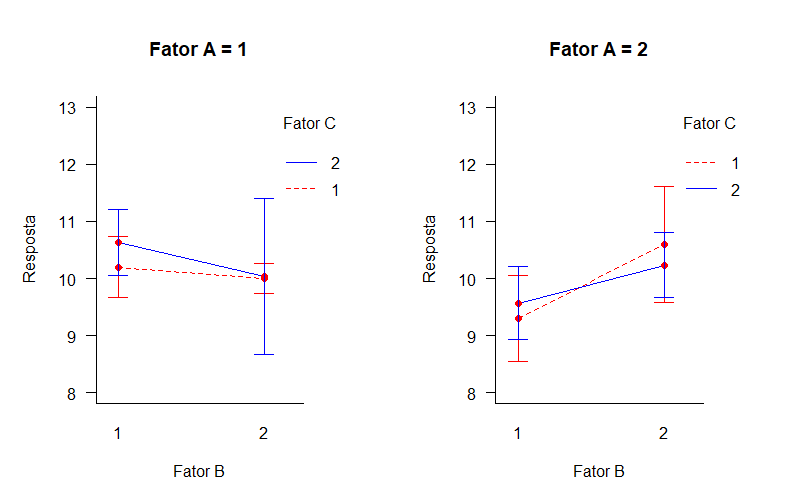 Fator A = 1
13
12
11
10
9
8
Resposta
Fator C
2
1
1
2
Fator B
Fator A = 2
13
12
11
10
9
8
Resposta
Fator C
1
2
1
2
Fator B